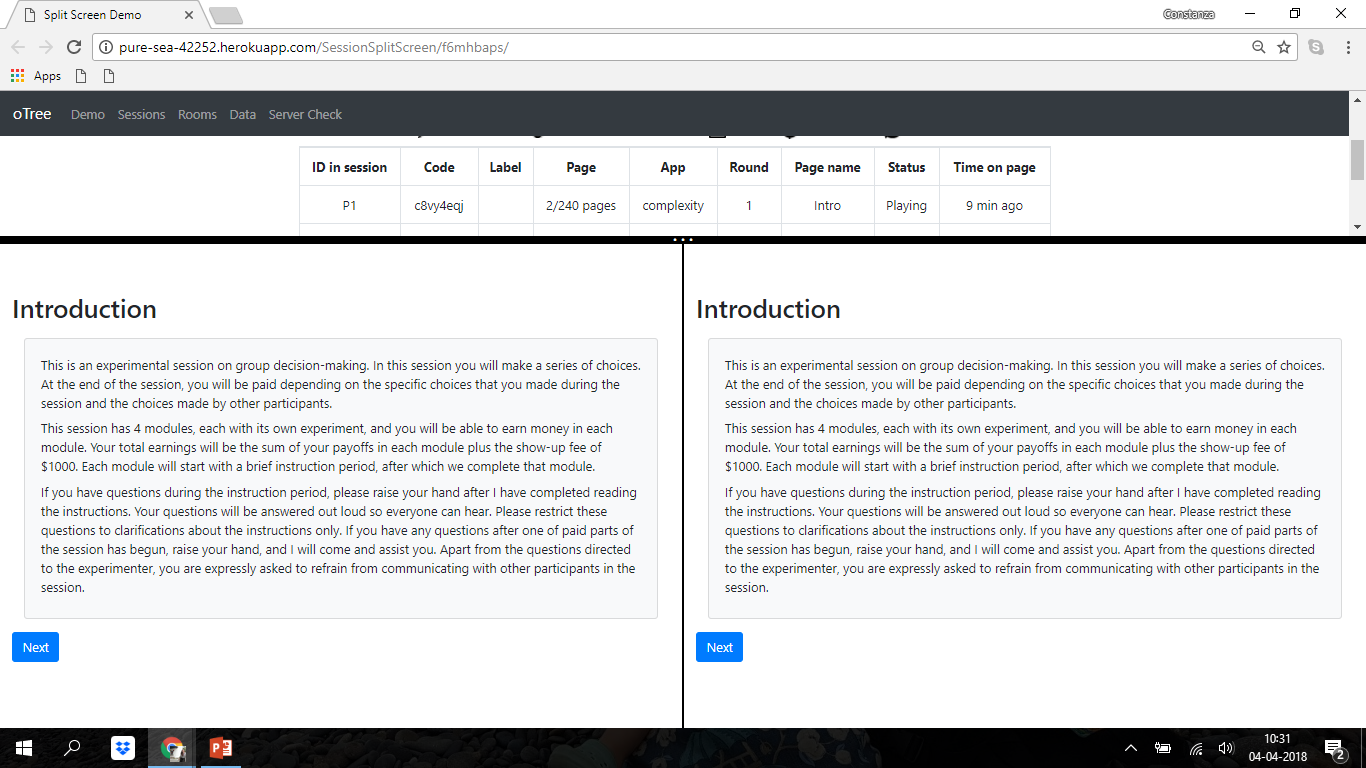 Split Screen Demo
Constanza
pure-sea-42252.herokuapp.com/SessionSplitScreen/f6mhbaps/
Apps
oTree Demo Sessions Rooms Data Server Check
ID in session Code Label Page App Round Page name Status Time on page
P1 c8vy4eqj 2/240 pages complexity 1 Intro Playing 9 min ago
Introduction
This is an experimental session on group decision-making. In this session you will make a series of choices.
At the end of the session, you will be paid depending on the specific choices that you made during the
session and the choices made by other participants.
This session has 4 modules, each with its own experiment, and you will be able to earn money in each
module. Your total earnings will be the sum of your payoffs in each module plus the show-up fee of
$1000. Each module will start with a brief instruction period, after which we complete that module.
If you have questions during the instruction period, please raise your hand after I have completed reading
the instructions. Your questions will be answered out loud so everyone can hear. Please restrict these
questions to clarifications about the instructions only. If you have any questions after one of paid parts of
the session has begun, raise your hand, and I will come and assist you. Apart from the questions directed
to the experimenter, you are expressly asked to refrain from communicating with other participants in the
session.
Next
Introduction
This is an experimental session on group decision-making. In this session you will make a series of choices.
At the end of the session, you will be paid depending on the specific choices that you made during the
session and the choices made by other participants.
This session has 4 modules, each with its own experiment, and you will be able to earn money in each
module. Your total earnings will be the sum of your payoffs in each module plus the show-up fee of
$1000. Each module will start with a brief instruction period, after which we complete that module.
If you have questions during the instruction period, please raise your hand after I have completed reading
the instructions. Your questions will be answered out loud so everyone can hear. Please restrict these
questions to clarifications about the instructions only. If you have any questions after one of paid parts of
the session has begun, raise your hand, and I will come and assist you. Apart from the questions directed
to the experimenter, you are expressly asked to refrain from communicating with other participants in the
session.
Next
10:31
04-04-2018
2